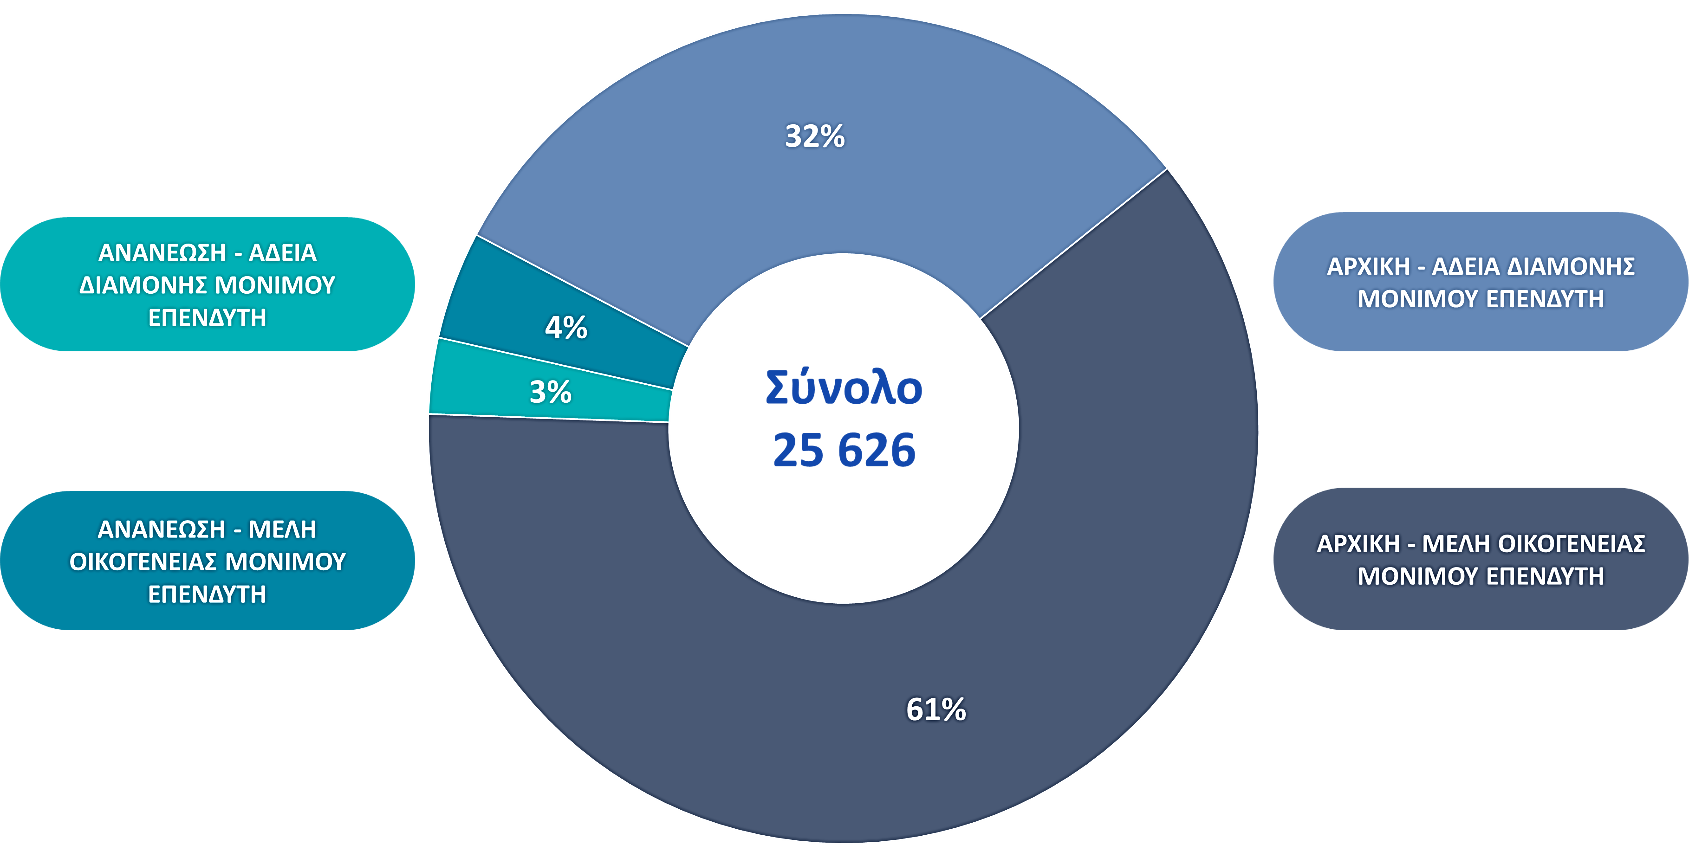 32%
ΑΝΑΝΕΩΣΗ - ΑΔΕΙΑ
ΔΙΑΜΟΝΗΣ ΜΟΝΙΜΟΥ
ΕΠΕΝΔΥΤΗ
ΑΡΧΙΚΗ - ΑΔΕΙΑ ΔΙΑΜΟΝΗΣ
ΜΟΝΙΜΟΥ ΕΠΕΝΔΥΤΗ
4%
3%
Σύνολο
25 626
ΑΝΑΝΕΩΣΗ - ΜΕΛΗ
ΟΙΚΟΓΕΝΕΙΑΣ ΜΟΝΙΜΟΥ
ΕΠΕΝΔΥΤΗ
ΑΡΧΙΚΗ - ΜΕΛΗ ΟΙΚΟΓΕΝΕΙΑΣ
ΜΟΝΙΜΟΥ ΕΠΕΝΔΥΤΗ
61%